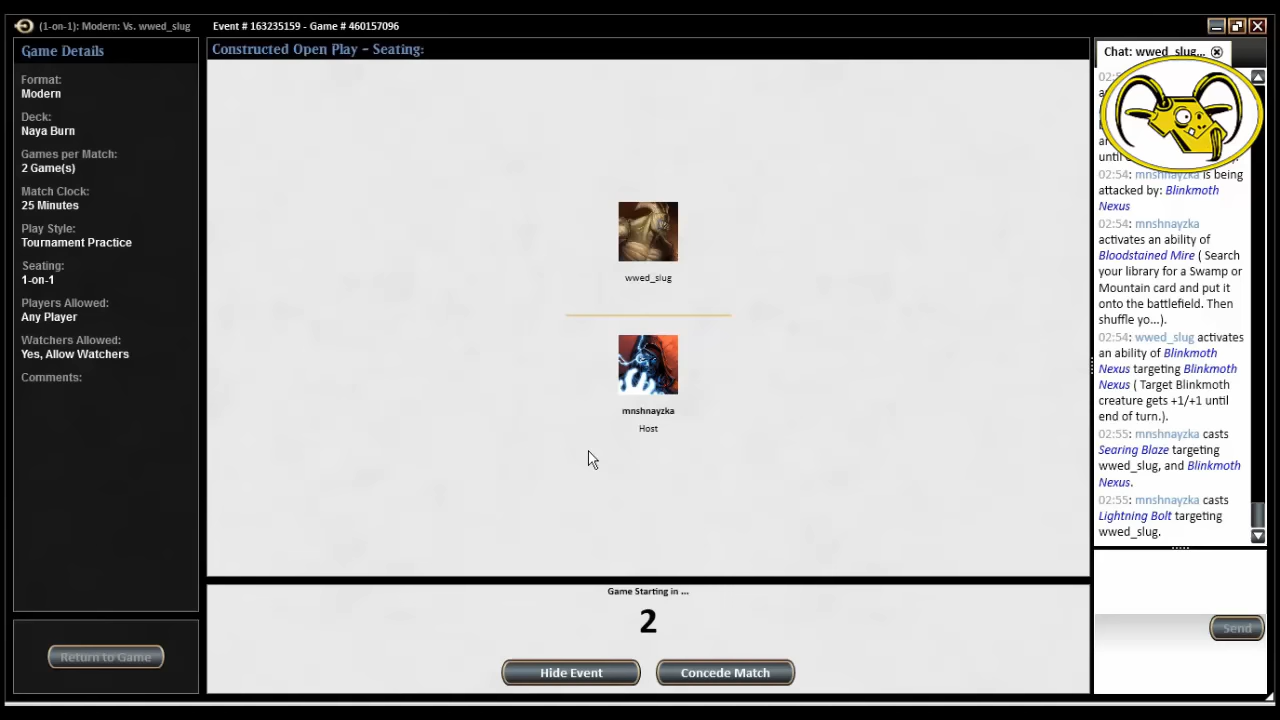 (1-on-1): Modern: Vs. wwed_slug
Event # 163235159 - Game # 460157096
Game Details
Format:
Modern
Deck:
Naya Burn
Games per Match:
2 Game(s)
Match Clock:
25 Minutes
Play Style:
Tournament Practice
Seating:
1-on-1
Players Allowed:
Any Player
Watchers Allowed:
Yes, Allow Watchers
Comments:
Return to Game
Constructed Open Play - Seating:
wwed_slug
mnshnayzka
Host
Game Starting in ...
2
Hide Event
Concede Match
Chat: wwed_slug...
02:54: mnshnayzka is being
attacked by: Blinkmoth
Nexus
02:54: mnshnayzka
activates an ability of
Bloodstained Mire ( Search
your library for a Swamp or
Mountain card and put it
onto the battlefield. Then
shuffle yo...).
02:54: wwed_slug activates
an ability of Blinkmoth
Nexus targeting Blinkmoth
Nexus ( Target Blinkmoth
creature gets +1/+1 until
end of turn.).
02:55: mnshnayzka casts
Searing Blaze targeting
wwed_slug, and Blinkmoth
Nexus.
02:55: mnshnayzka casts
Lightning Bolt targeting
wwed_slug.
Send